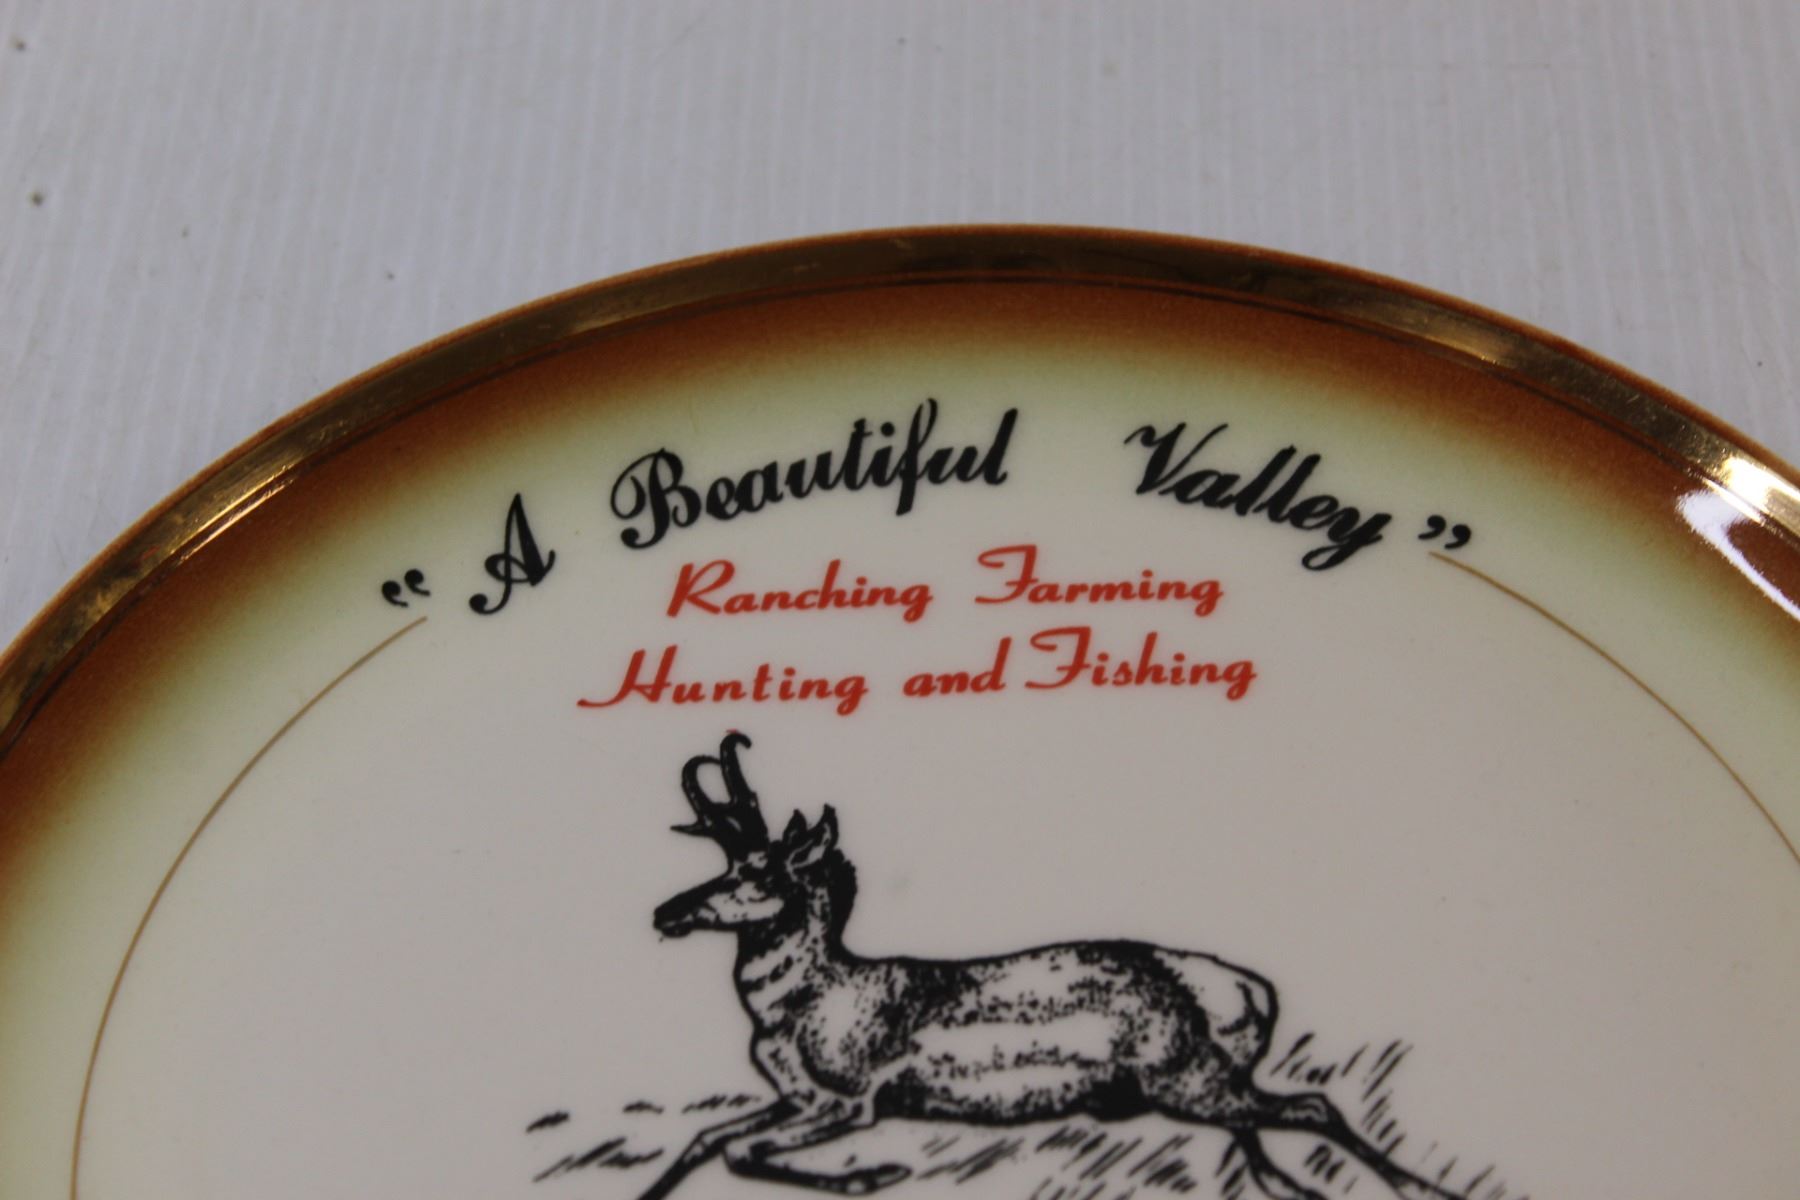 “A Beautiful Valley”
Ranching Farming
Hunting and Fishing